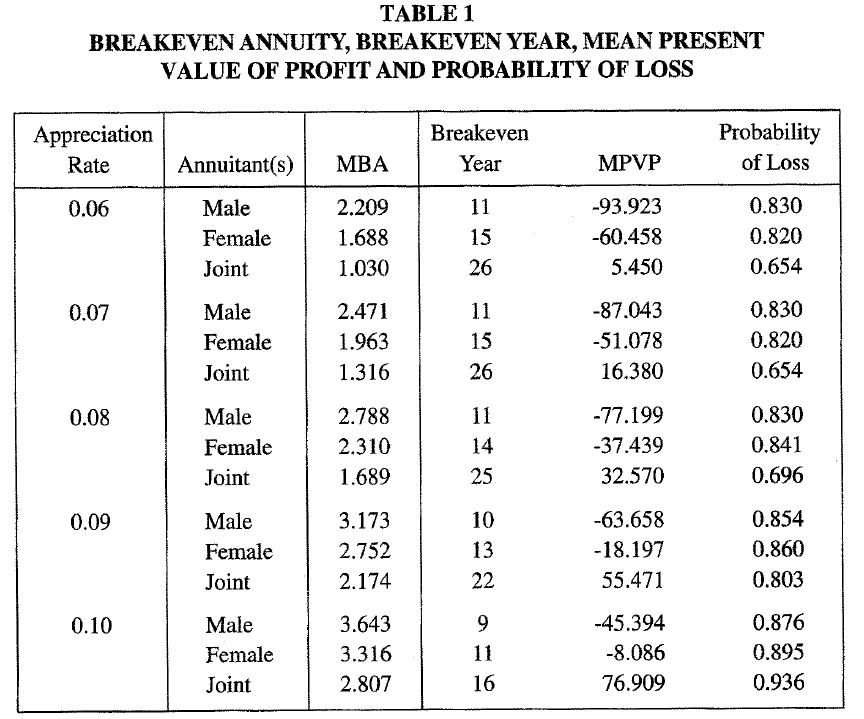 TABLE 1
BREAKEVEN ANNUITY, BREAKEVEN YEAR, MEAN PRESENT
VALUE OF PROFIT AND PROBABILITY OF LOSS
Appreciation Rate Annuitant(s) MBA Breakeven Year MPVP Probability of Loss
0.06 Male 2.209 11 -93.923 0.830
Female 1.688 15 -60.458 0.820
Joint 1.030 26 5.450 0.654
0.07 Male 2.471 11 -87.043 0.830
Female 1.963 15 -51.078 0.820
Joint 1.316 26 16.380 0.654
0.08 Male 2.788 11 -77.199 0.830
Female 2.310 14 -37.439 0.841
Joint 1.689 25 32.570 0.696
0.09 Male 3.173 10 -63.658 0.854
Female 2.752 13 -18.197 0.860
Joint 2.174 22 55.471 0.803
0.10 Male 3.643 9 -45.394 0.876
Female 3.316 11 -8.086 0.895
Joint 2.807 16 76.909 0.936